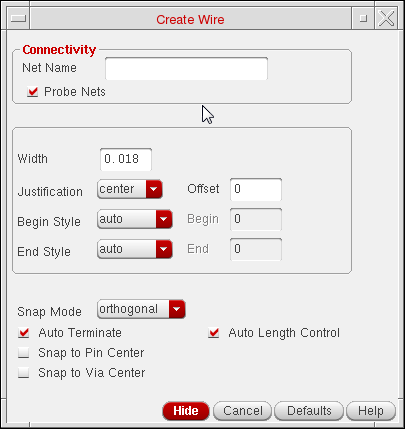 Create Wire
Connectivity
Net Name
Probe Nets
Width 0.018
Justification center Offset 0
Begin Style auto Begin 0
End Style auto End 0
Snap Mode orthogonal
Auto Terminate Auto Length Control
Snap to Pin Center
Snap to Via Center
Hide Cancel Defaults Help